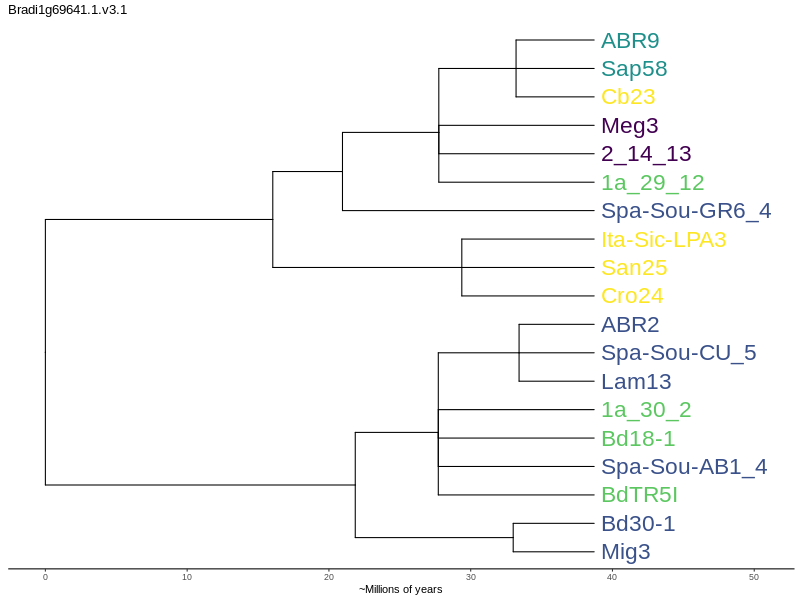 Bradi1g69641.1.v3.1
ABR9
Sap58
Cb23
Meg3
2_14_13
1a_29_12
Spa-Sou-GR6_4
Ita-Sic-LPA3
San25
Cro24
ABR2
Spa-Sou-CU_5
Lam13
1a_30_2
Bd18-1
Spa-Sou-AB1_4
BdTR5I
Bd30-1
Mig3
0 10 20 30 40 50
~Millions of years